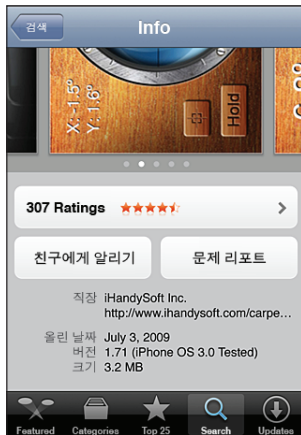 검색
Info
X: -1.5°
Y: 1.6°
Hold
307 Ratings
친구에게 알리기
문제 리포트
직장 iHandySoft Inc.
http://www.ihandysoft.com/carpe...
올린 날짜 July 3, 2009
버전 1.71 (iPhone OS 3.0 Tested)
크기 3.2 MB
Featured Categories Top 25 Search Updates